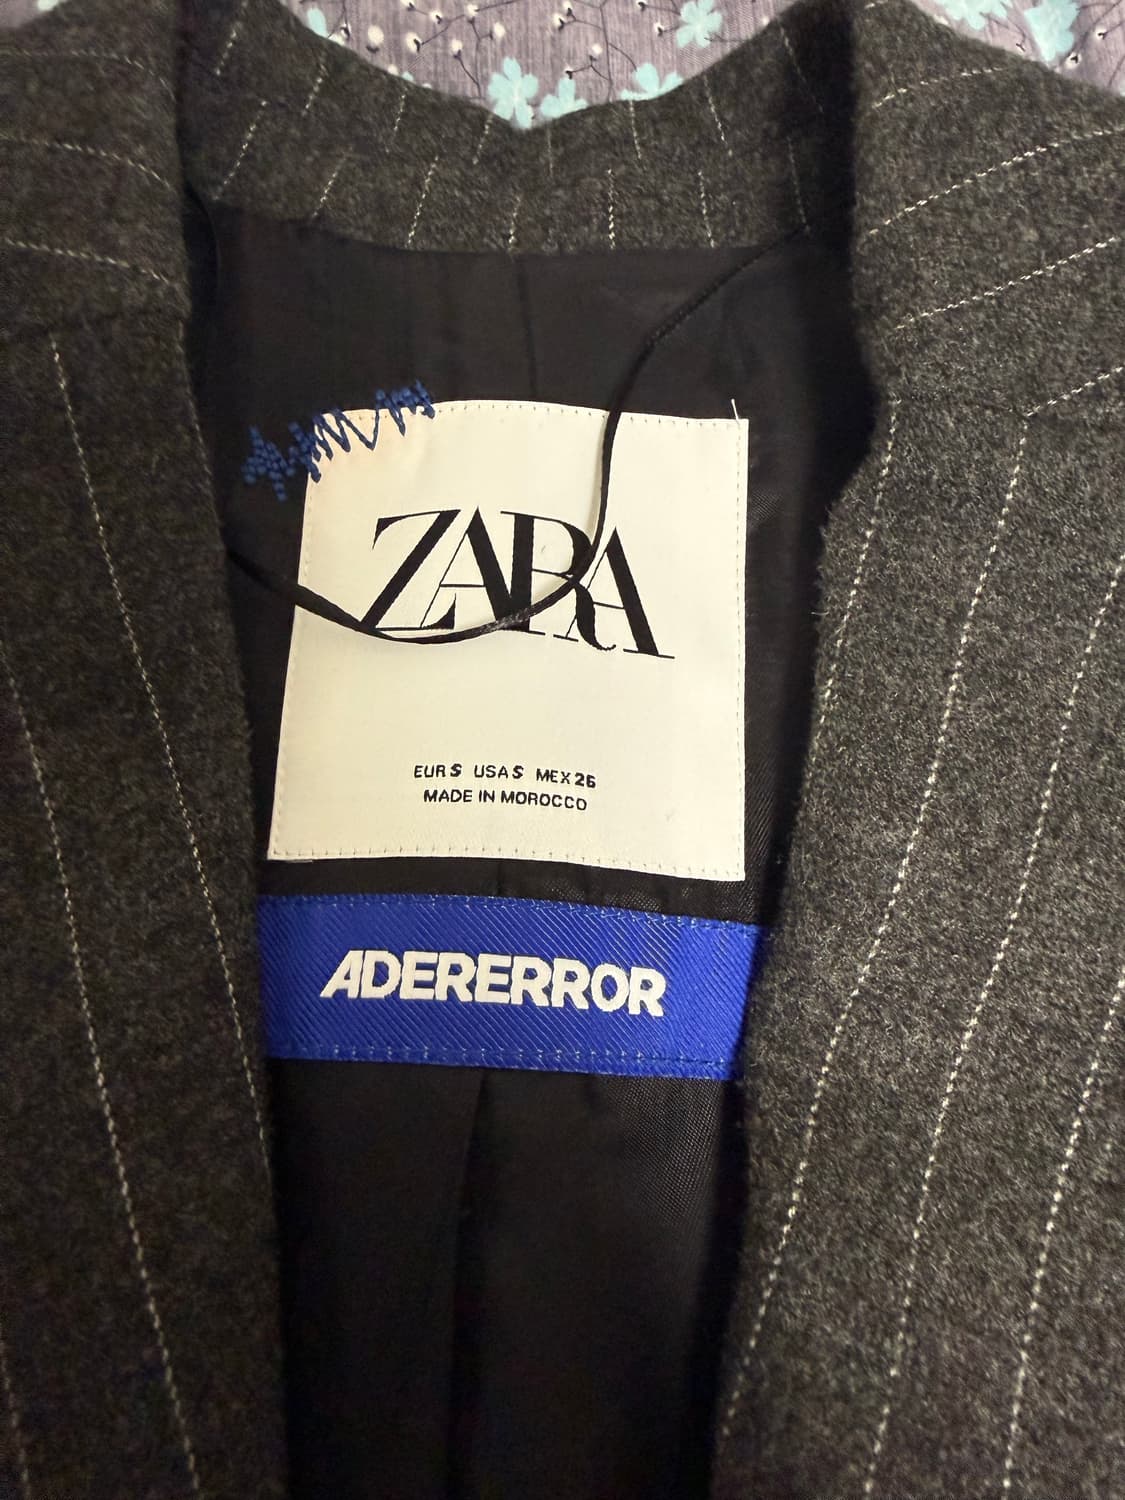 ZARA
EUR S USA S MEX 26
MADE IN MOROCCO
ADERERROR